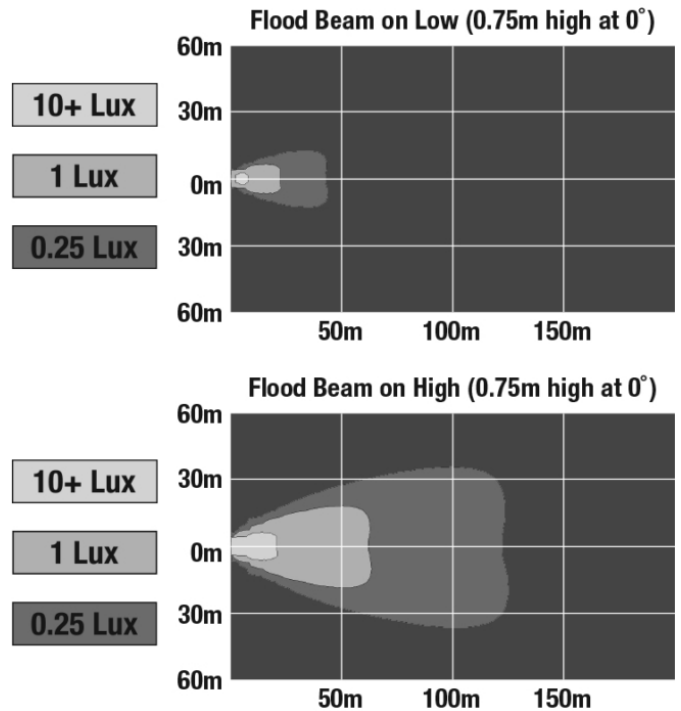 Flood Beam on Low (0.75m high at 0˚)
60m
10+ Lux
30m
1 Lux
0m
0.25 Lux
30m
60m
50m 100m 150m
Flood Beam on High (0.75m high at 0˚)
60m
10+ Lux
30m
1 Lux
0m
0.25 Lux
30m
60m
50m 100m 150m